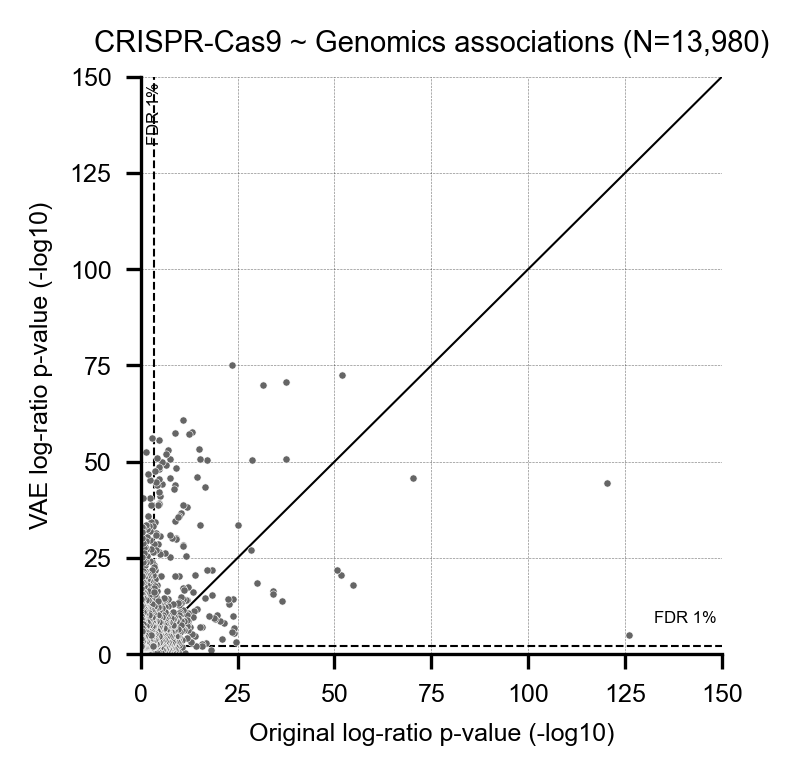 CRISPR-Cas9 ~ Genomics associations (N=13,980)
150
125
100
75
50
25
0
VAE log-ratio p-value (-log10)
FDR 1%
FDR 1%
0 25 50 75 100 125 150
Original log-ratio p-value (-log10)